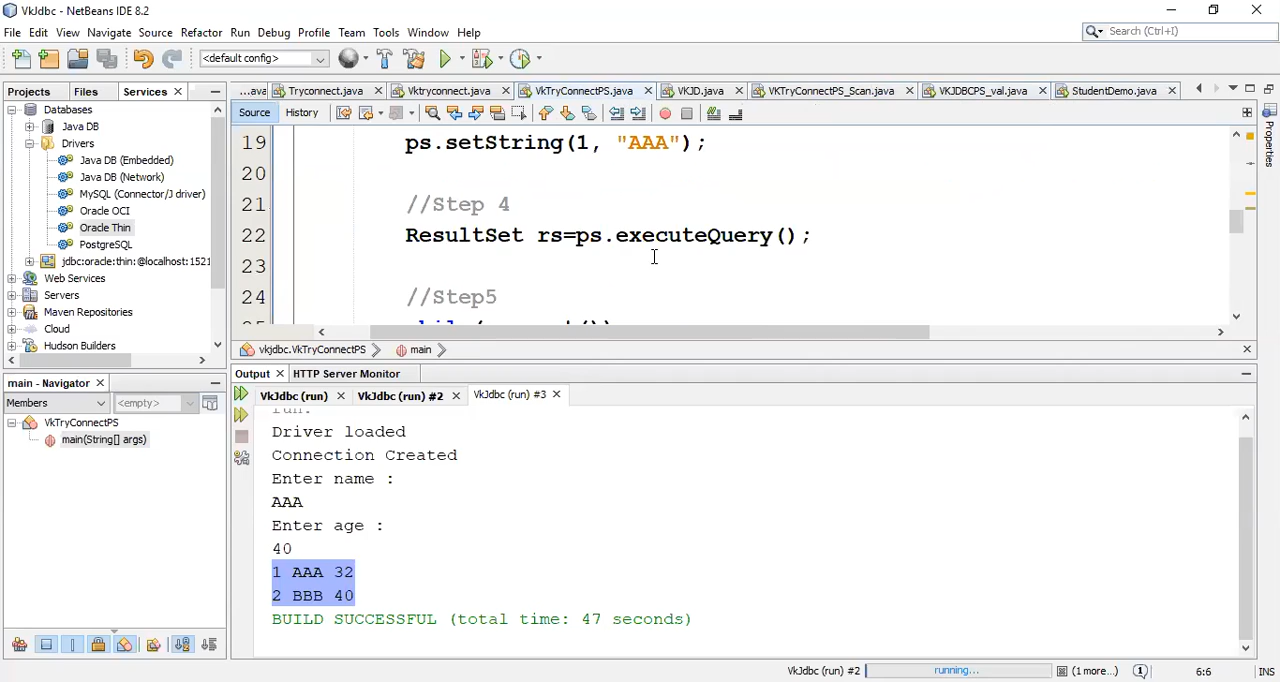 VkJdbc - NetBeans IDE 8.2
File Edit View Navigate Source Refactor Run Debug Profile Team Tools Window Help
Search (Ctrl+I)
<default config>
Projects Files Services
...ava Tryconnect.java Vktryconnect.java VkTryConnectPS.java VKJD.java VKTryConnectPS_Scan.java VKJDBCPS_val.java StudentDemo.java
Source History
Databases
Java DB
Drivers
Java DB (Embedded)
Java DB (Network)
MySQL (Connector/J driver)
Oracle OCI
Oracle Thin
PostgreSQL
jdbc:oracle:thin:@localhost:1521
Web Services
Servers
Maven Repositories
Cloud
Hudson Builders
19 ps.setString(1, "AAA");
20
21 //Step 4
22 ResultSet rs=ps.executeQuery();
23
24 //Step5
Properties
vkjdbc.VkTryConnectPS main
main - Navigator
Members <empty>
VkTryConnectPS
main(String[] args)
Output HTTP Server Monitor
VkJdbc (run) VkJdbc (run) #2 VkJdbc (run) #3
run:
Driver loaded
Connection Created
Enter name :
AAA
Enter age :
40
1 AAA 32
2 BBB 40
BUILD SUCCESSFUL (total time: 47 seconds)
VkJdbc (run) #2 running... (1 more...) 1 6:6 INS